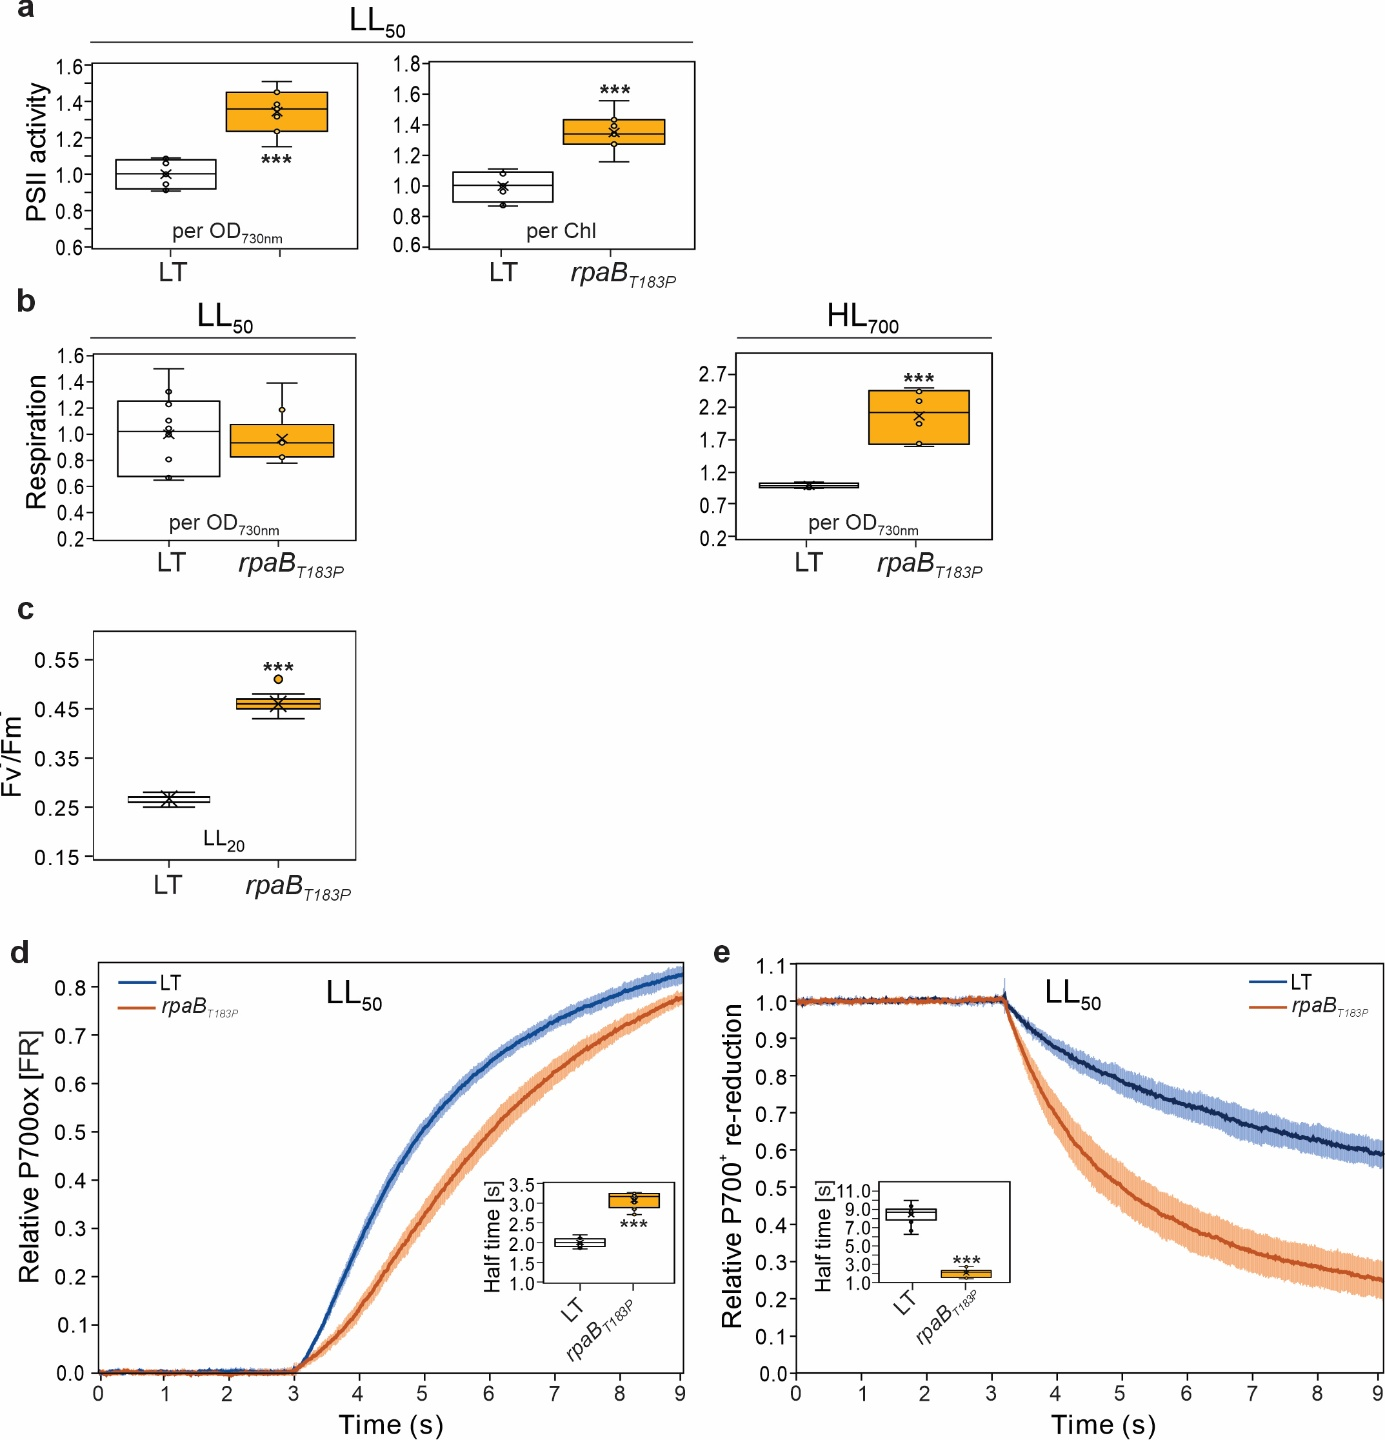 a
LL50
PSII activity
1.6
1.4
1.2
1.0
0.8
0.6
***
per OD730nm
LT
1.8
1.6
1.4
1.2
1.0
0.8
0.6
***
per Chl
LT
rpaBT183P
b
LL50
Respiration
1.6
1.4
1.2
1.0
0.8
0.6
0.4
0.2
per OD730nm
LT
rpaBT183P
HL700
2.7
2.2
1.7
1.2
0.7
0.2
***
per OD730nm
LT
rpaBT183P
c
Fv'/Fm'
0.55
0.45
0.35
0.25
0.15
***
LL20
LT
rpaBT183P
d
LT
rpaBT183P
LL50
Relative P700ox [FR]
0.8
0.7
0.6
0.5
0.4
0.3
0.2
0.1
0.0
0 1 2 3 4 5 6 7 8 9
Time (s)
Half time [s]
3.5
3.0
2.0
1.0
***
LT
rpaBT183P
e
LL50
LT
rpaBT183P
Relative P700+ re-reduction
1.1
1.0
0.9
0.8
0.7
0.6
0.5
0.4
0.3
0.2
0.1
0.0
0 1 2 3 4 5 6 7 8 9
Time (s)
Half time [s]
11.0
9.0
7.0
5.0
3.0
1.0
***
LT
rpaBT183P